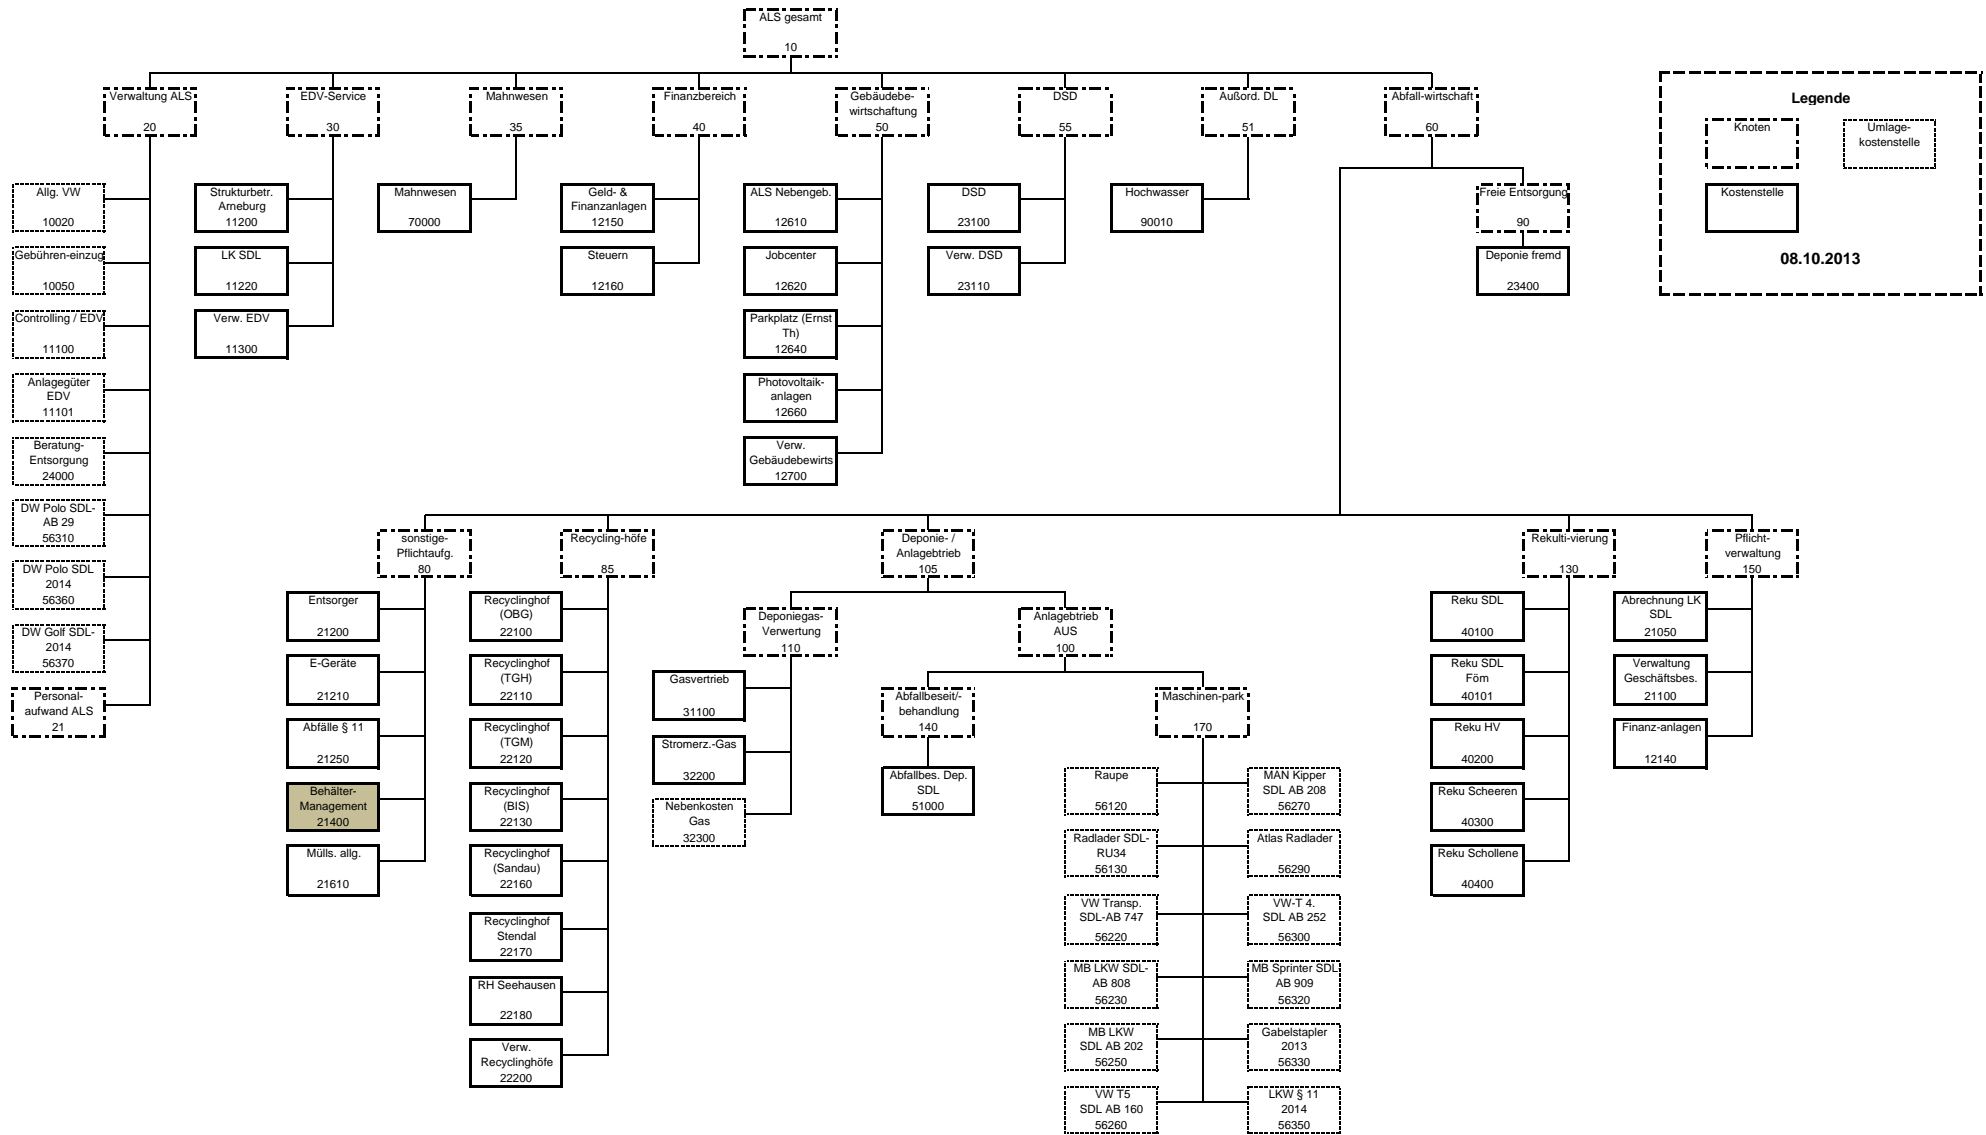 ALS gesamt
10
Verwaltung ALS
20
EDV-Service
30
Mahnwesen
35
Finanzbereich
40
Gebäudebe-
wirtschaftung
50
DSD
55
Außord. DL
51
Abfall-wirtschaft
60
Legende
Knoten
Umlage-
kostenstelle
Kostenstelle
08.10.2013
Allg. VW
10020
Gebühren-einzug
10050
Controlling / EDV
11100
Anlagegüter
EDV
11101
Beratung-
Entsorgung
24000
DW Polo SDL-
AB 29
56310
DW Polo SDL
2014
56360
DW Golf SDL-
2014
56370
Personal-
aufwand ALS
21
Strukturbetr.
Arneburg
11200
LK SDL
11220
Verw. EDV
11300
Mahnwesen
70000
Geld- &
Finanzanlagen
12150
Steuern
12160
ALS Nebengeb.
12610
Jobcenter
12620
Parkplatz (Ernst
Th)
12640
Photovoltaik-
anlagen
12660
Verw.
Gebäudebewirts
12700
DSD
23100
Verw. DSD
23110
Hochwasser
90010
Freie Entsorgung
90
Deponie fremd
23400
sonstige-
Pflichtaufg.
80
Recycling-höfe
85
Deponie- /
Anlagebtrieb
105
Rekulti-vierung
130
Pflicht-
verwaltung
150
Entsorger
21200
E-Geräte
21210
Abfälle § 11
21250
Behälter-
Management
21400
Mülls. allg.
21610
Recyclinghof
(OBG)
22100
Recyclinghof
(TGH)
22110
Recyclinghof
(TGM)
22120
Recyclinghof
(BIS)
22130
Recyclinghof
(Sandau)
22160
Recyclinghof
Stendal
22170
RH Seehausen
22180
Verw.
Recyclinghöfe
22200
Deponiegas-
Verwertung
110
Gasvertrieb
31100
Stromerz.-Gas
32200
Nebenkosten
Gas
32300
Anlagebtrieb
AUS
100
Abfallbeseit/-
behandlung
140
Abfallbes. Dep.
SDL
51000
Maschinen-park
170
Raupe
56120
Radlader SDL-
RU34
56130
VW Transp.
SDL-AB 747
56220
MB LKW SDL-
AB 808
56230
MB LKW
SDL AB 202
56250
VW T5
SDL AB 160
56260
MAN Kipper
SDL AB 208
56270
Atlas Radlader
56290
VW-T 4.
SDL AB 252
56300
MB Sprinter SDL
AB 909
56320
Gabelstapler
2013
56330
LKW § 11
2014
56350
Reku SDL
40100
Reku SDL
Föm
40101
Reku HV
40200
Reku Scheeren
40300
Reku Schollene
40400
Abrechnung LK
SDL
21050
Verwaltung
Geschäftsbes.
21100
Finanz-anlagen
12140